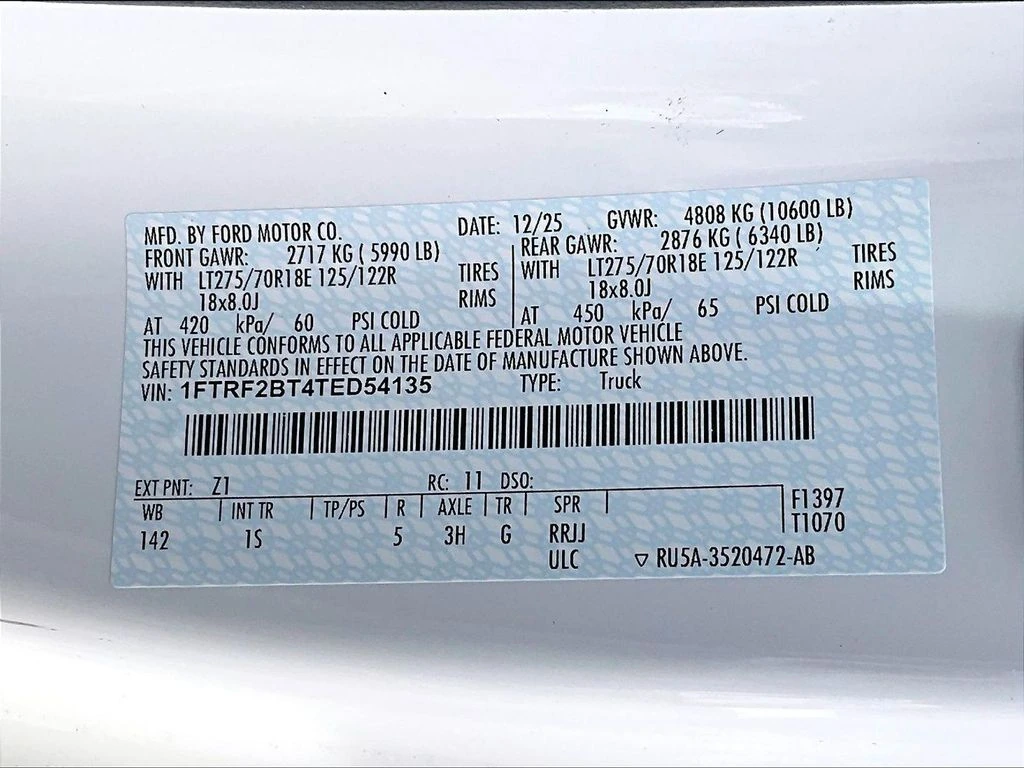 MFD. BY FORD MOTOR CO. DATE: 12/25 GVWR: 4808 KG (10600 LB)
FRONT GAWR: 2717 KG ( 5990 LB) REAR GAWR: 2876 KG ( 6340 LB)
WITH LT275/70R18E 125/122R TIRES WITH LT275/70R18E 125/122R TIRES
18x8.0J RIMS 18x8.0J RIMS
AT 420 kPa/ 60 PSI COLD AT 450 kPa/ 65 PSI COLD
THIS VEHICLE CONFORMS TO ALL APPLICABLE FEDERAL MOTOR VEHICLE
SAFETY STANDARDS IN EFFECT ON THE DATE OF MANUFACTURE SHOWN ABOVE.
VIN: 1FTRF2BT4TED54135 TYPE: Truck
EXT PNT: Z1 RC: 11 DSO:
WB INT TR TP/PS R AXLE TR SPR F1397
142 1S 5 3H G RRJJ T1070
ULC ▽ RU5A-3520472-AB